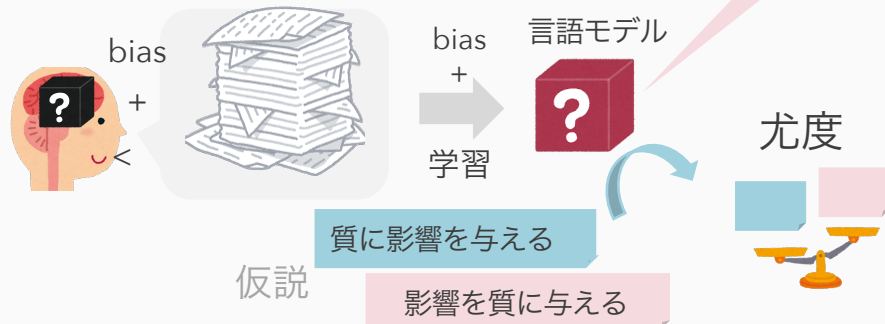 bias
+
?
bias
+
学習
言語モデル
?
尤度
仮説
質に影響を与える
影響を質に与える